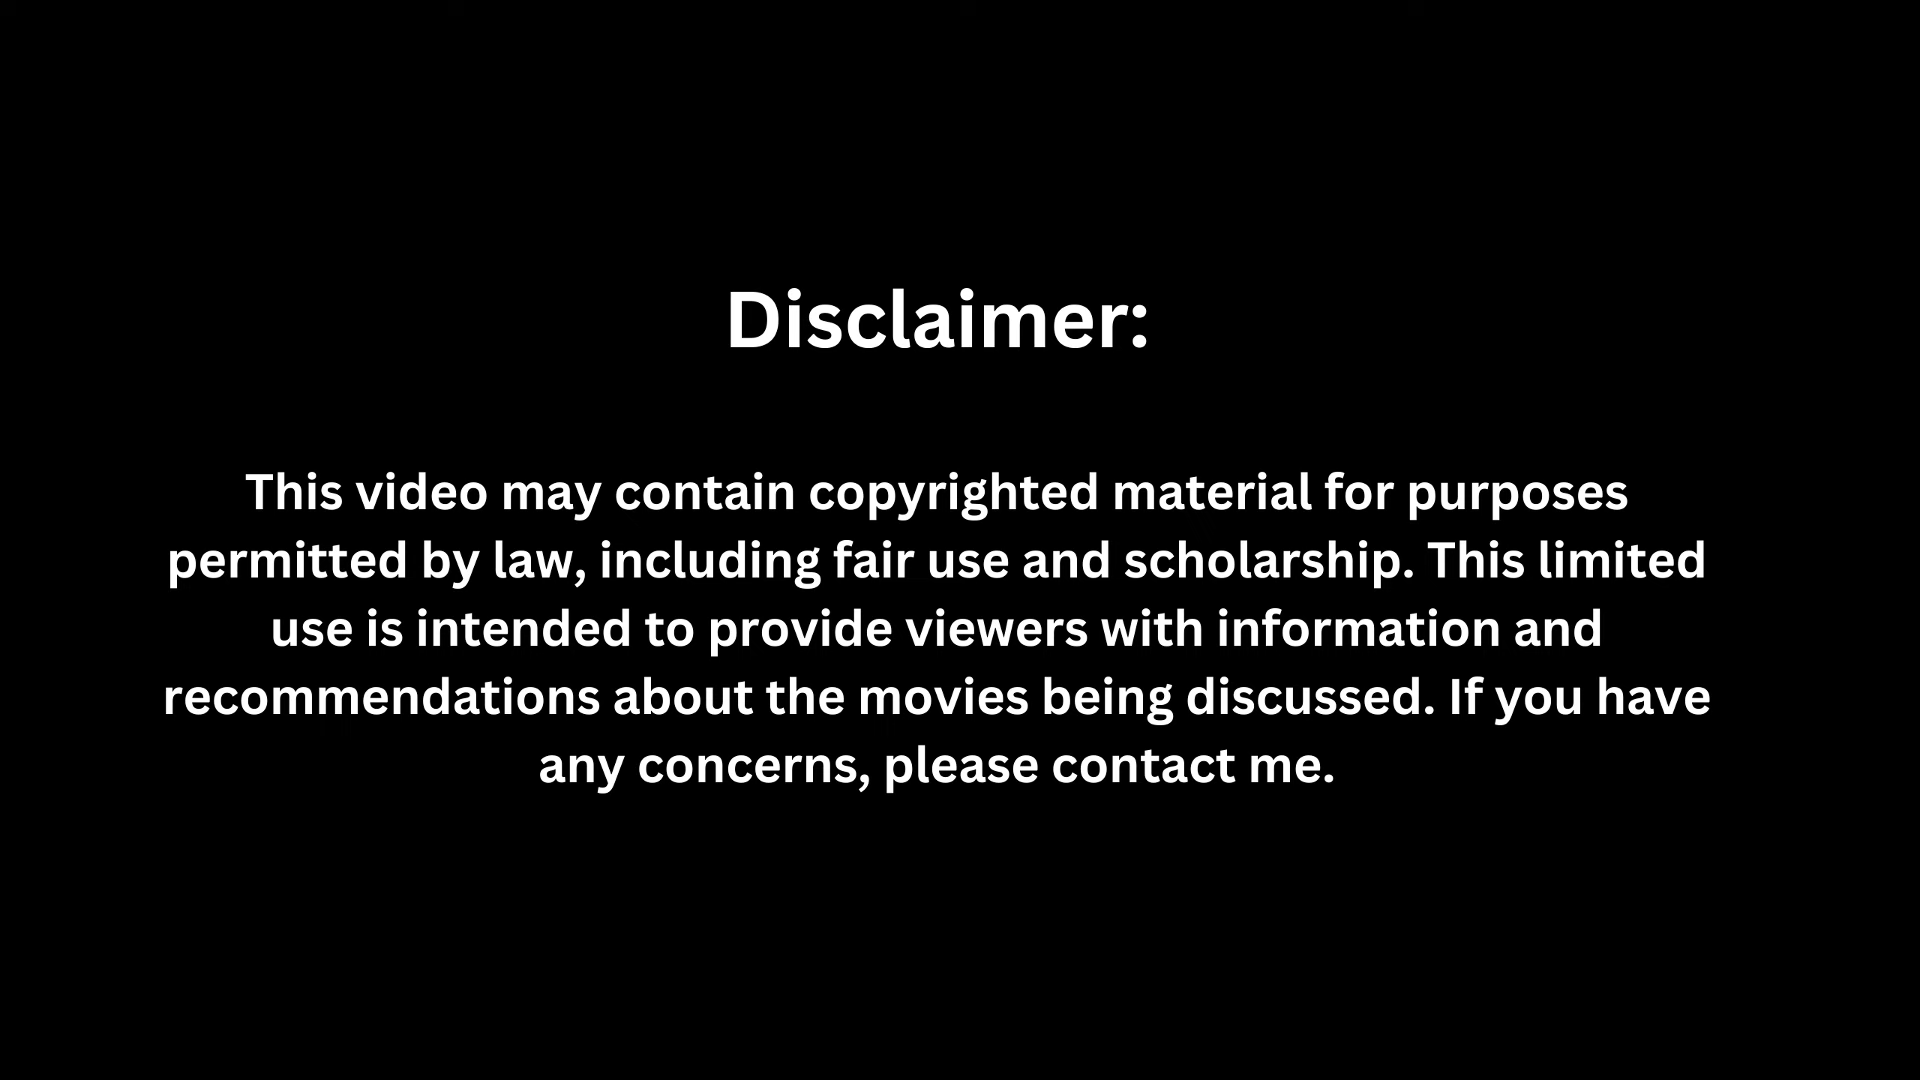 Disclaimer:
This video may contain copyrighted material for purposes
permitted by law, including fair use and scholarship. This limited
use is intended to provide viewers with information and
recommendations about the movies being discussed. If you have
any concerns, please contact me.